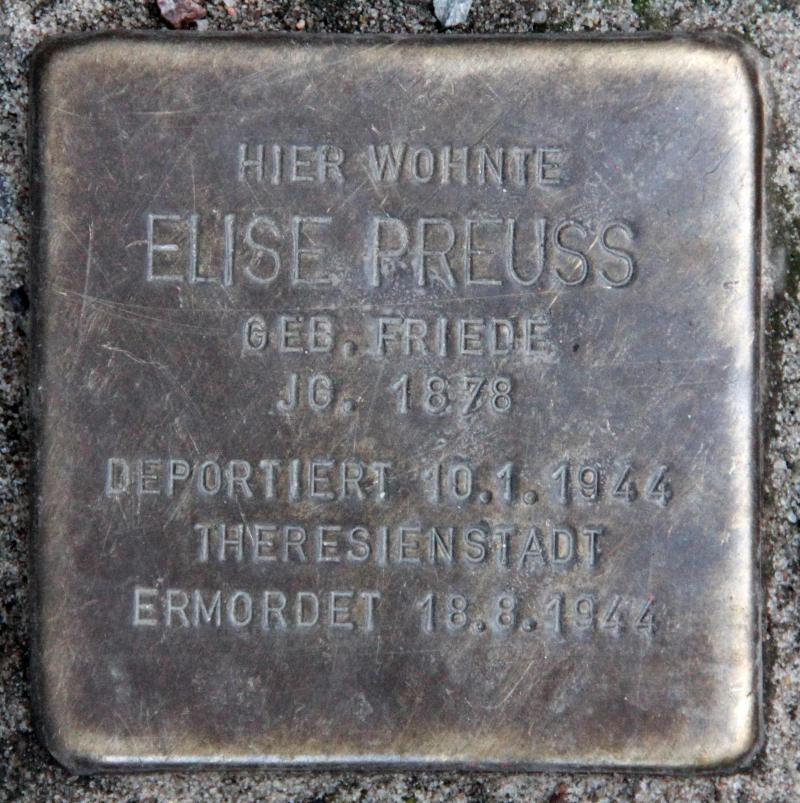 HIER WOHNTE
ELISE PREUSS
GEB. FRIEDE
JG. 1878
DEPORTIERT 10.1.1944
THERESIENSTADT
ERMORDET 18.8.1944